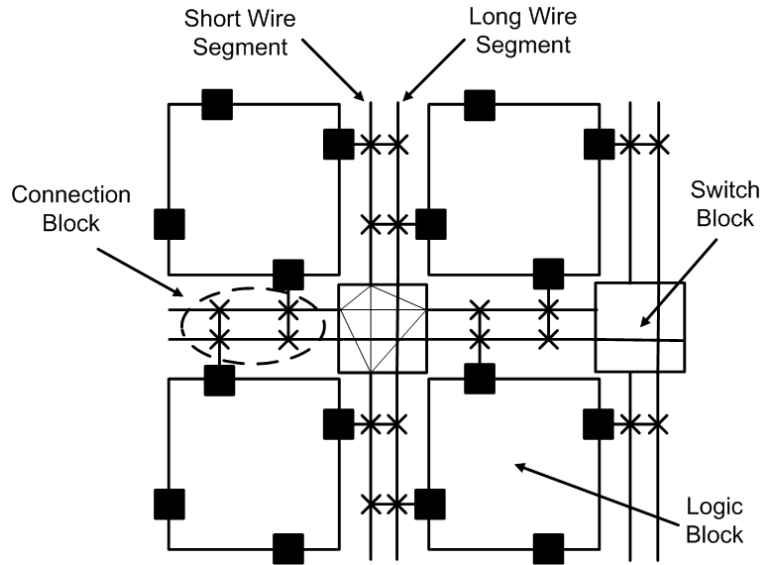 Short Wire
Segment
Long Wire
Segment
Connection
Block
Switch
Block
Logic
Block